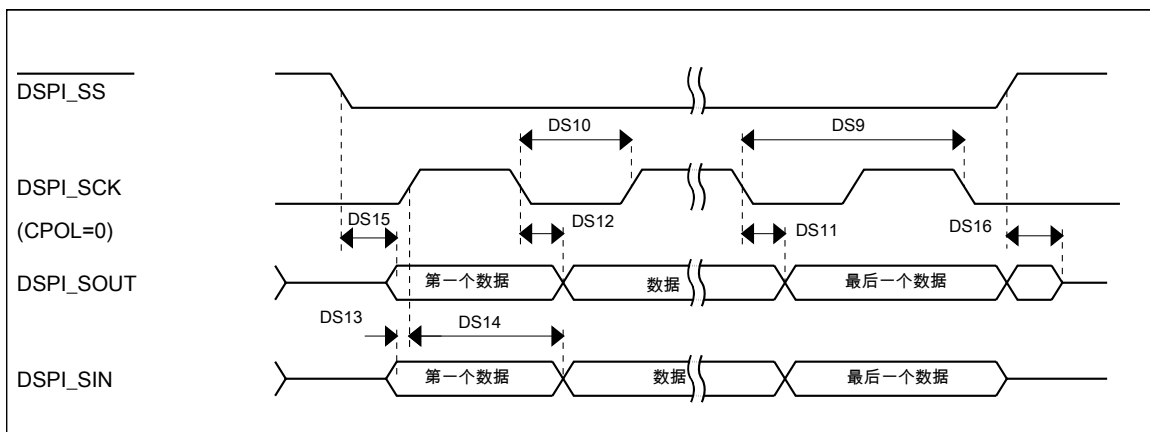 DSPI_SS
DS10
DS9
DSPI_SCK
(CPOL=0)
DS15
DS12
DS11
DS16
DSPI_SOUT
第一个数据
数据
最后一个数据
DS13
DS14
DSPI_SIN
第一个数据
数据
最后一个数据